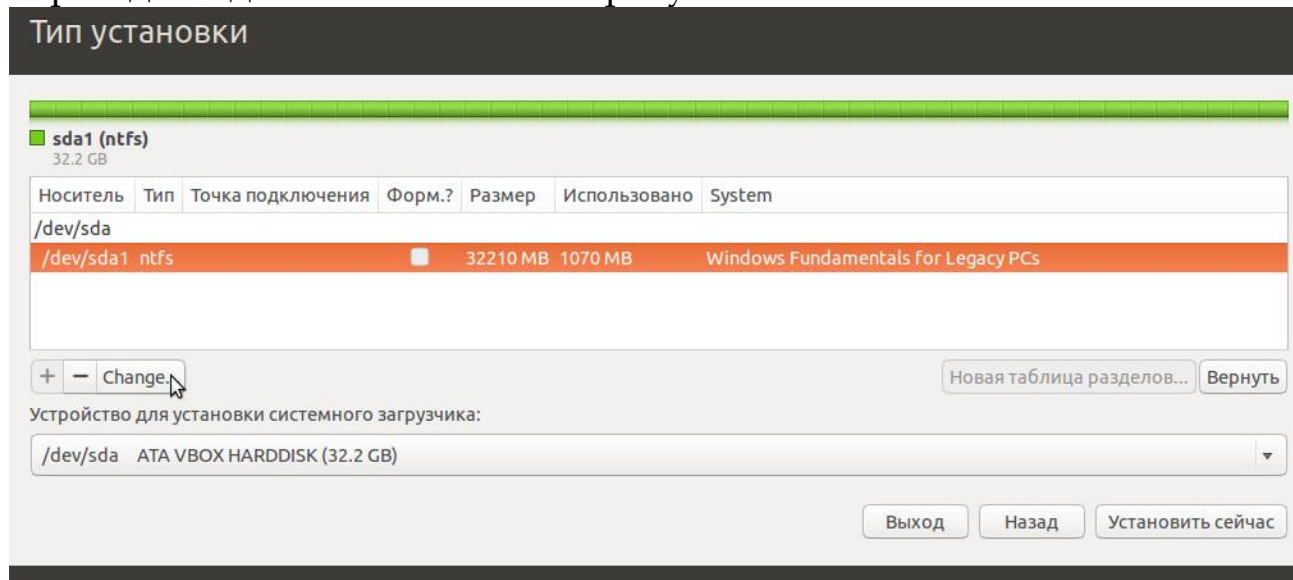 Тип установки
sda1 (ntfs)
32.2 GB
Носитель Тип Точка подключения Форм.? Размер Использовано System
/dev/sda
/dev/sda1 ntfs 32210 MB 1070 MB Windows Fundamentals for Legacy PCs
+ − Change.
Новая таблица разделов... Вернуть
Устройство для установки системного загрузчика:
/dev/sda ATA VBOX HARDDISK (32.2 GB)
Выход Назад Установить сейчас